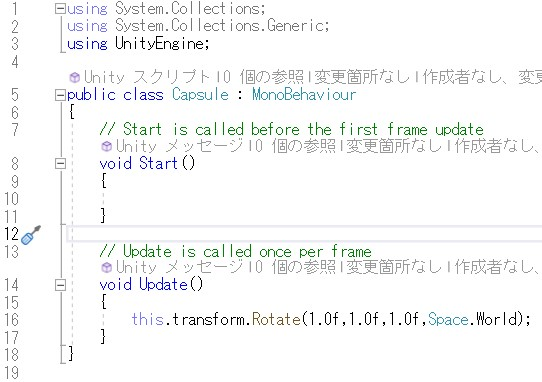 1 using System.Collections;
2 using System.Collections.Generic;
3 using UnityEngine;
4
Unity スクリプト|0 個の参照|変更箇所なし|作成者なし、変更
5 public class Capsule : MonoBehaviour
6 {
7 // Start is called before the first frame update
Unity メッセージ|0 個の参照|変更箇所なし|作成者なし、
8 void Start()
9 {
10
11 }
12
13 // Update is called once per frame
Unity メッセージ|0 個の参照|変更箇所なし|作成者なし、
14 void Update()
15 {
16 this.transform.Rotate(1.0f,1.0f,1.0f,Space.World);
17 }
18 }
19